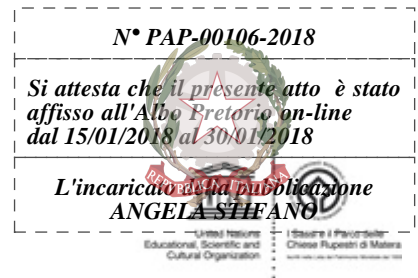 N° PAP-00106-2018
Si attesta che il presente atto è stato
affisso all'Albo Pretorio on-line
dal 15/01/2018 al 30/01/2018
L'incaricato della pubblicazione
ANGELA STIFANO
REPUBBLICA ITALIANA
United Nations
Educational, Scientific and
Cultural Organization
I Sassi e il Parco delle
Chiese Rupestri di Matera